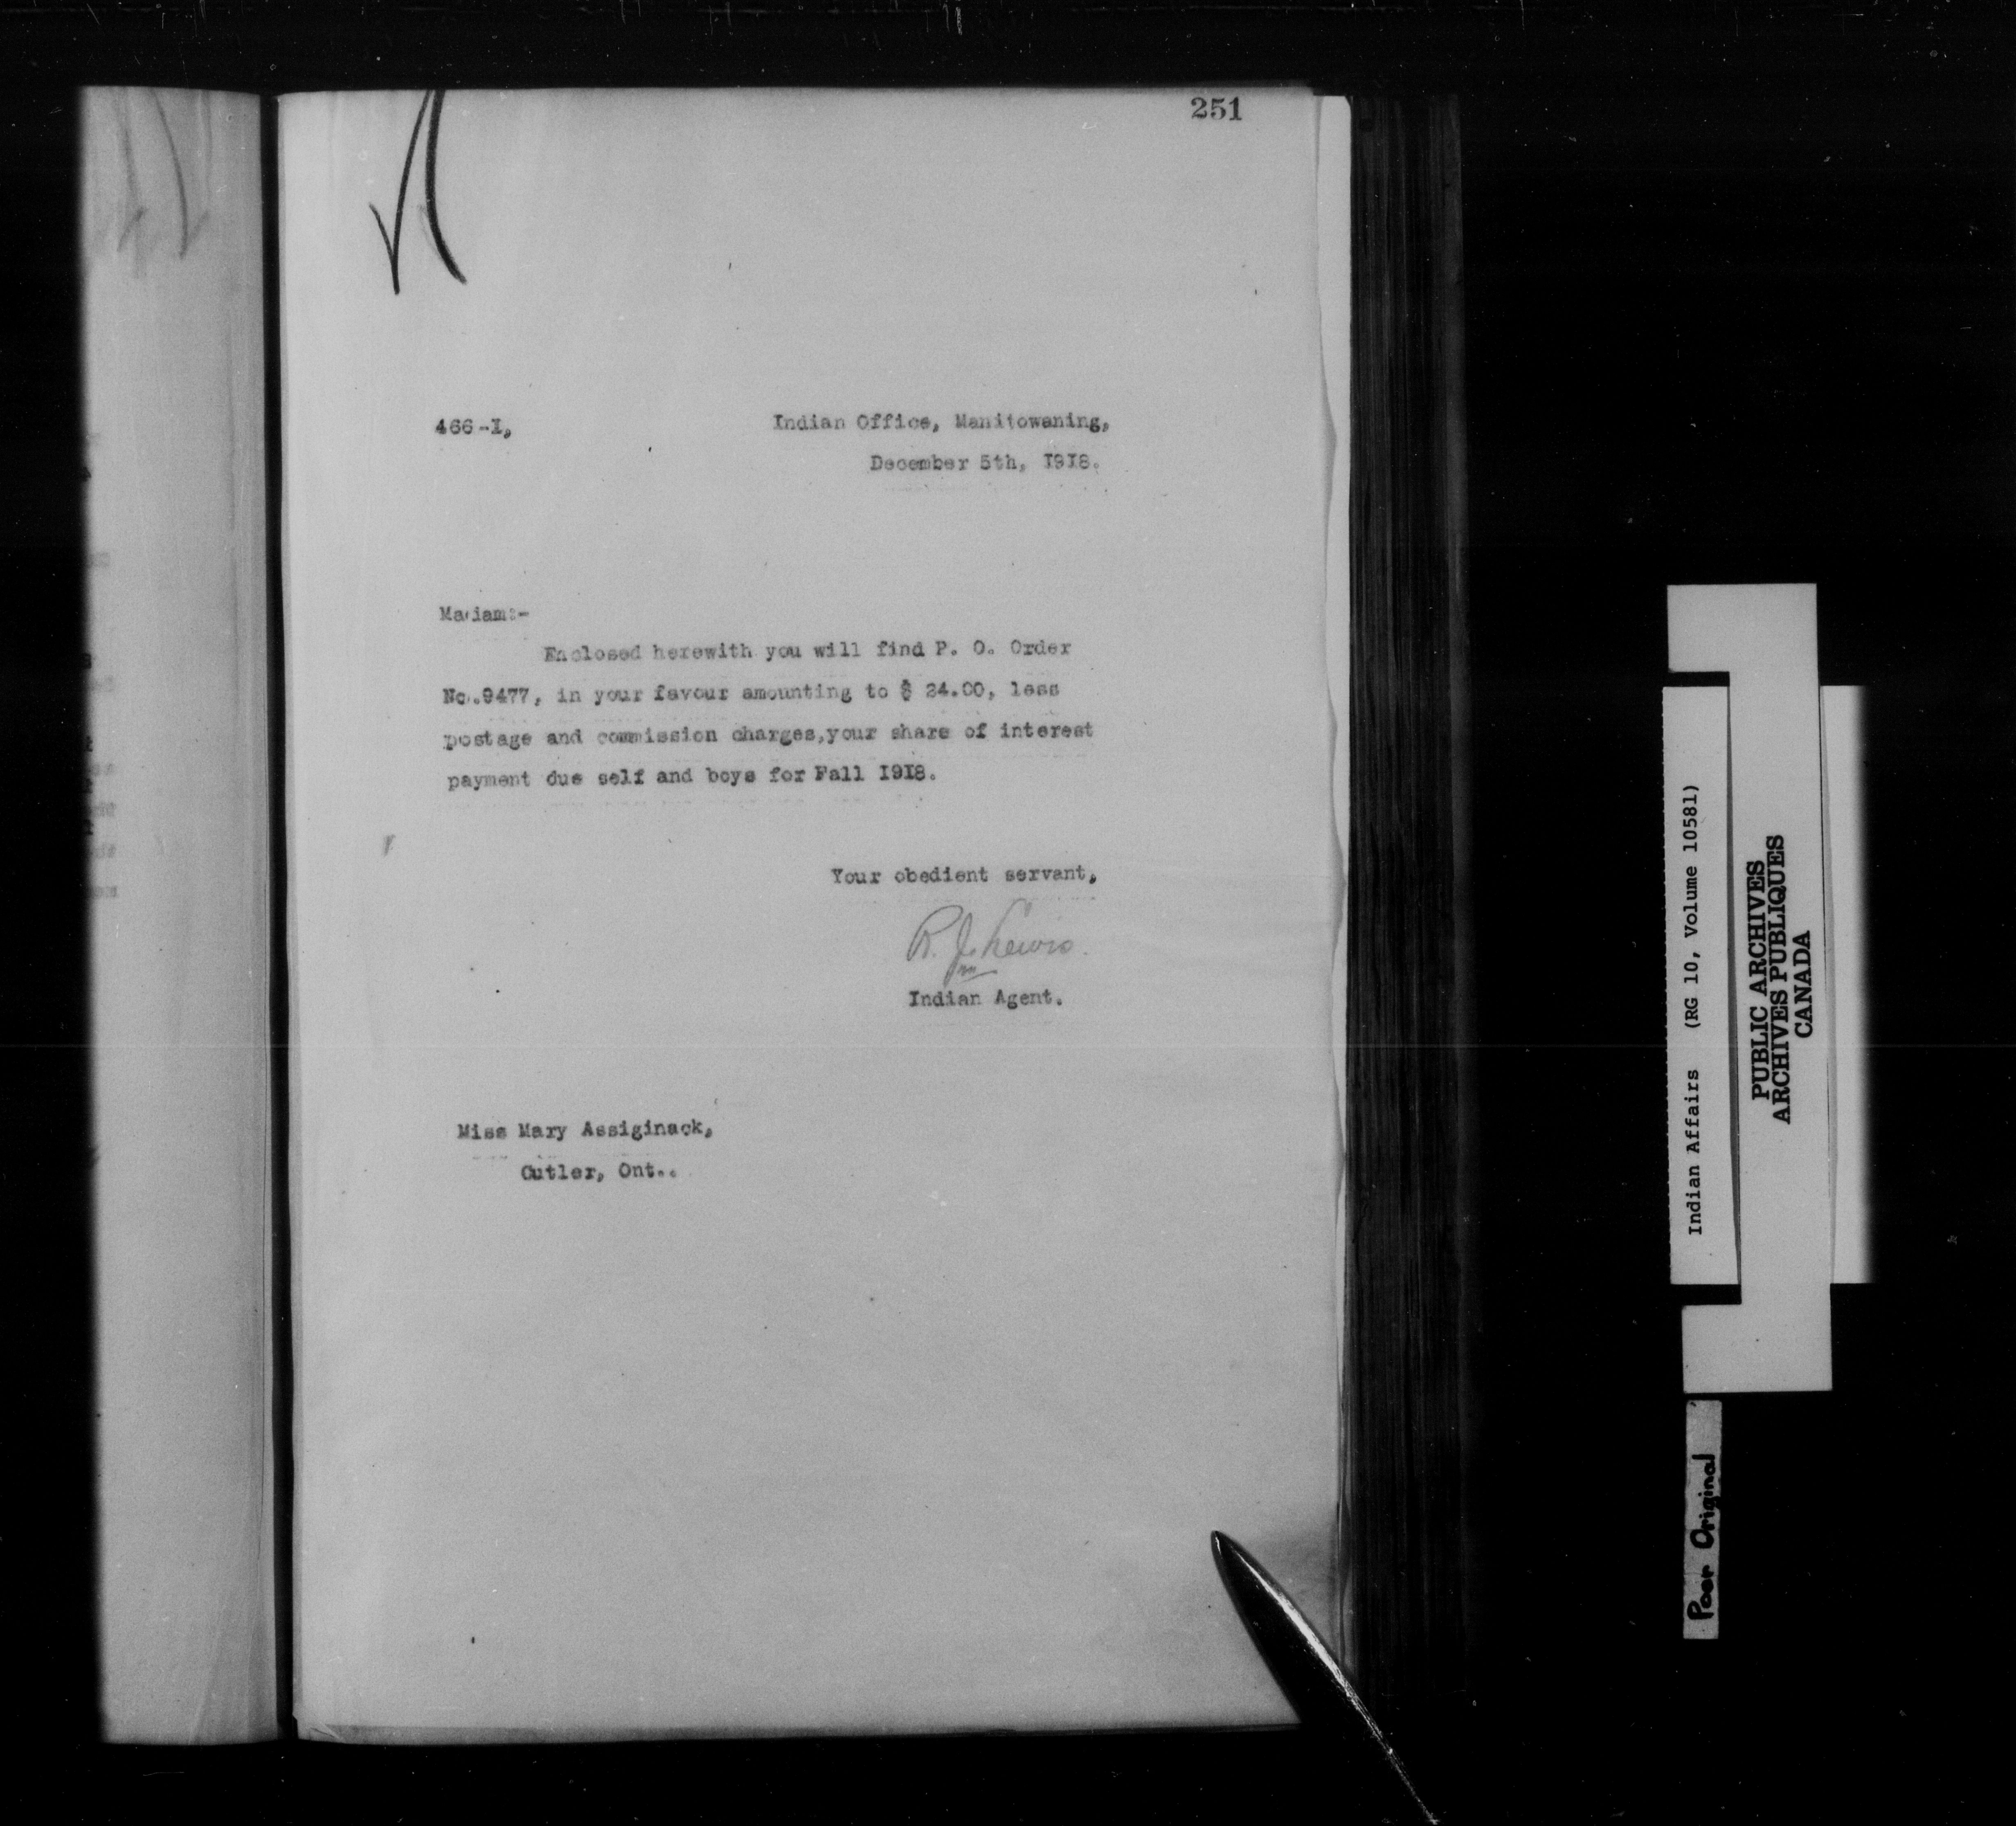 251
466-I,
Indian Office, Manitowaning,
December 5th, I9I8.
Madam:-
Enclosed herewith you will find P. O. Order
No.9477, in your favour amounting to $ 24.00, less
postage and commission charges,your share of interest
payment due self and boys for Fall I9I8.
Your obedient servant,
R. J. Lewis.
Indian Agent.
Miss Mary Assiginack,
Cutler, Ont..
Indian Affairs (RG 10, Volume 10581)
PUBLIC ARCHIVES
ARCHIVES PUBLIQUES
CANADA
Poor Original